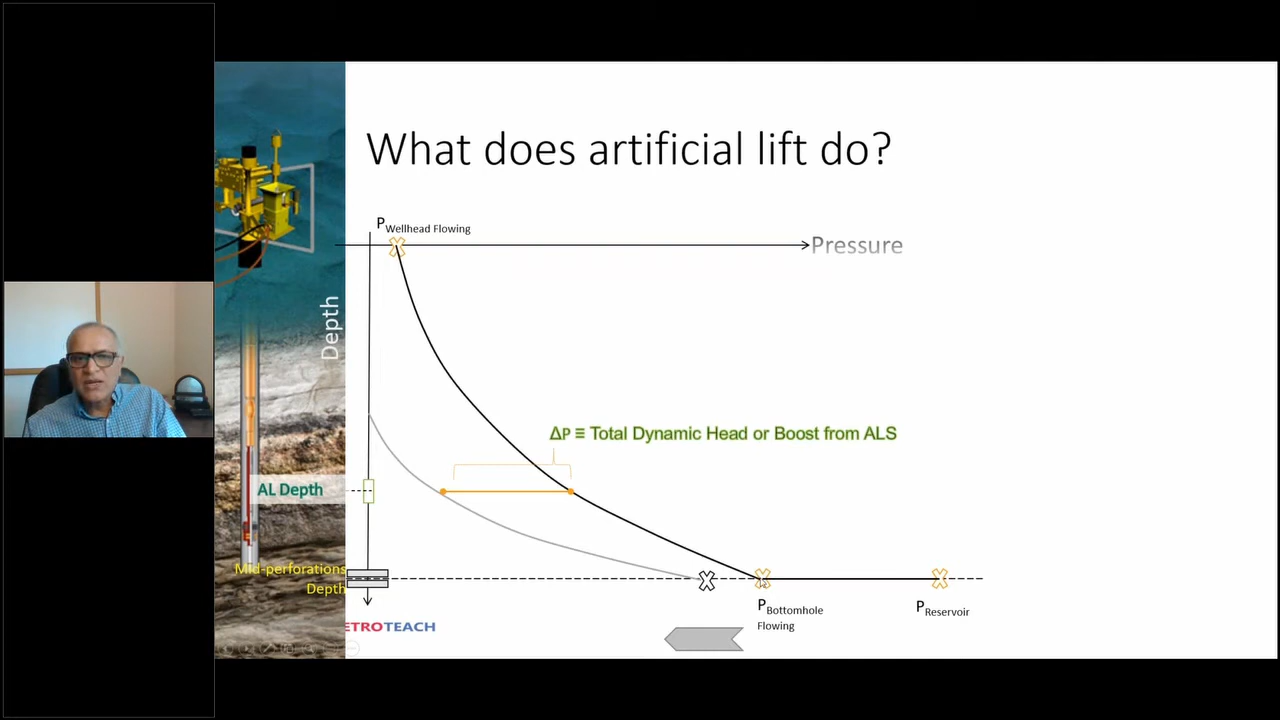 What does artificial lift do?
PWellhead Flowing
Pressure
Depth
ΔP ≡ Total Dynamic Head or Boost from ALS
AL Depth
Mid-perforations
Depth
PBottomhole
Flowing
PReservoir
ETROTEACH